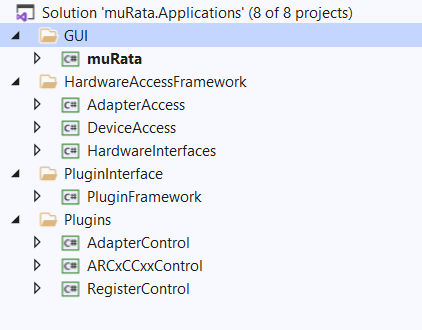 Solution 'muRata.Applications' (8 of 8 projects)
GUI
C# muRata
HardwareAccessFramework
C# AdapterAccess
C# DeviceAccess
C# HardwareInterfaces
PluginInterface
C# PluginFramework
Plugins
C# AdapterControl
C# ARCxCCxxControl
C# RegisterControl